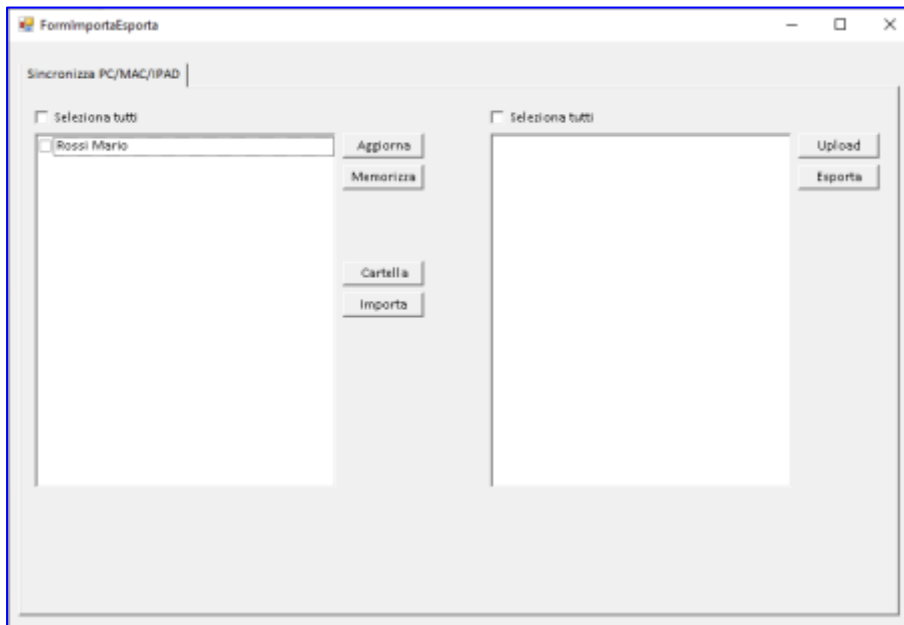 FormImportaEsporta
Sincronizza PC/MAC/IPAD
Seleziona tutti
Rossi Mario
Aggiorna
Memorizza
Cartella
Importa
Seleziona tutti
Upload
Esporta